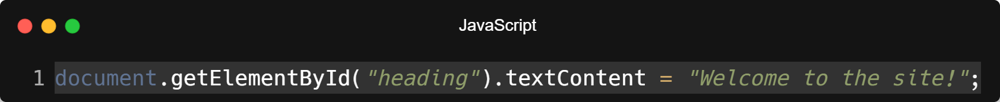 JavaScript
1 document.getElementById("heading").textContent = "Welcome to the site!";